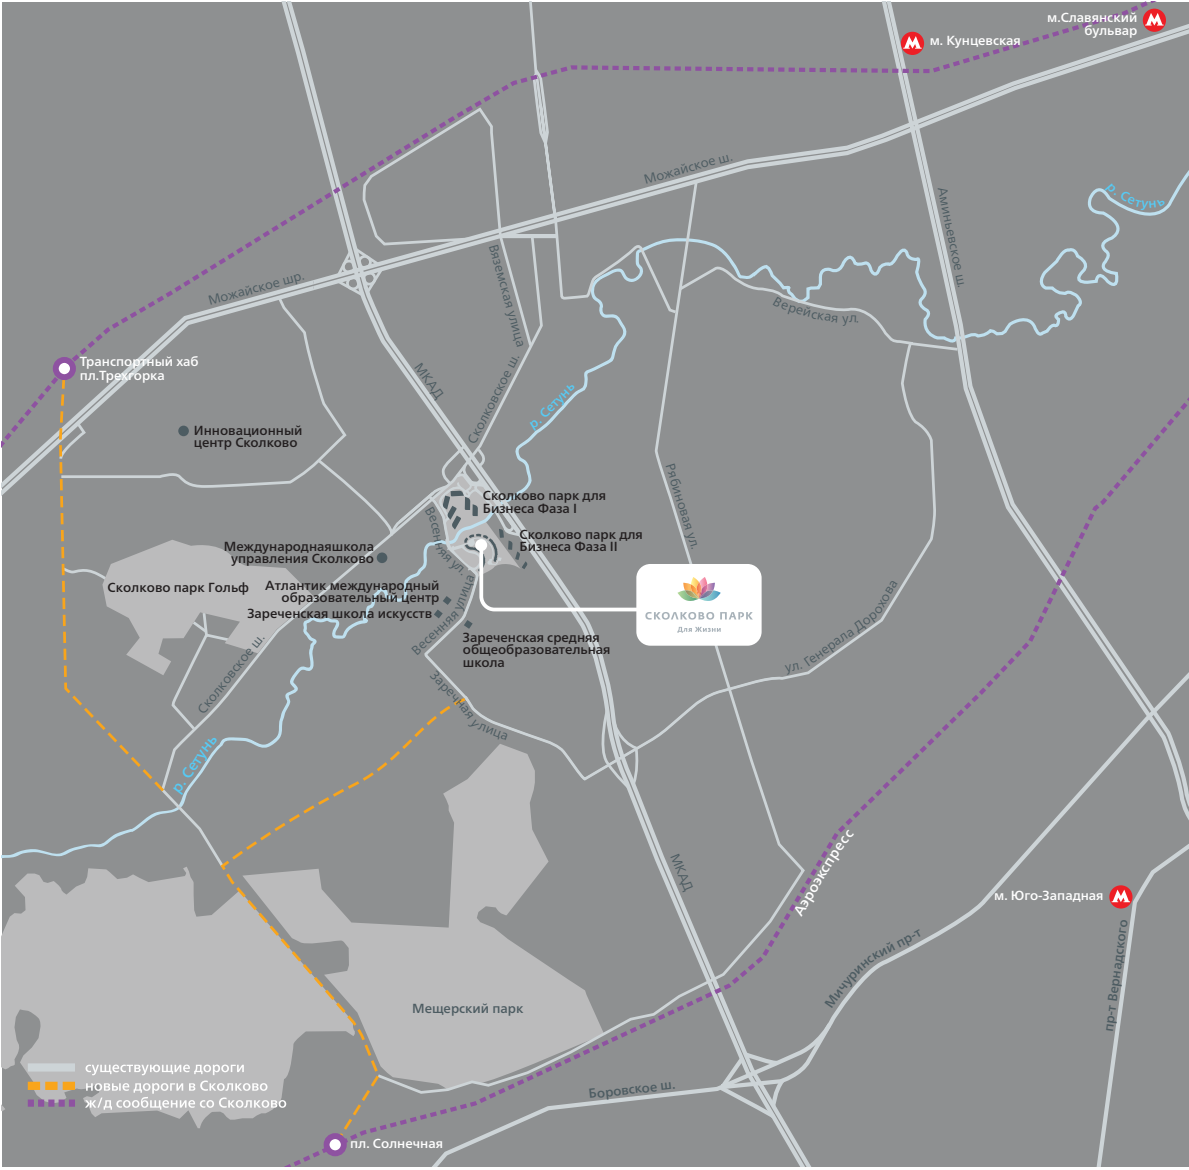 м.Славянский
бульвар
м. Кунцевская
Можайское ш.
р. Сетунь
Аминьевское ш.
Вяземская улица
Можайское шр.
Верейская ул.
Транспортный хаб
пл.Трехгорка
МКАД
Сколковское ш.
р. Сетунь
Инновационный
центр Сколково
Рябиновая ул.
Сколково парк для
Бизнеса Фаза I
Весенняя ул.
Сколково парк для
Бизнеса Фаза II
Международнаяшкола
управления Сколково
Сколково парк Гольф
Атлантик международный
образовательный центр
Зареченская школа искусств
Весенняя улица
СКОЛКОВО ПАРК
Для Жизни
Зареченская средняя
общеобразовательная
школа
ул. Генерала Дорохова
Сколковское ш.
Заречная улица
р. Сетунь
МКАД
Аэроэкспресс
м. Юго-Западная
Мичуринский пр-т
пр-т Вернадского
Мещерский парк
существующие дороги
новые дороги в Сколково
ж/д сообщение со Сколково
Боровское ш.
пл. Солнечная